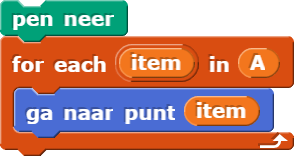 pen neer
for each item in A
ga naar punt item